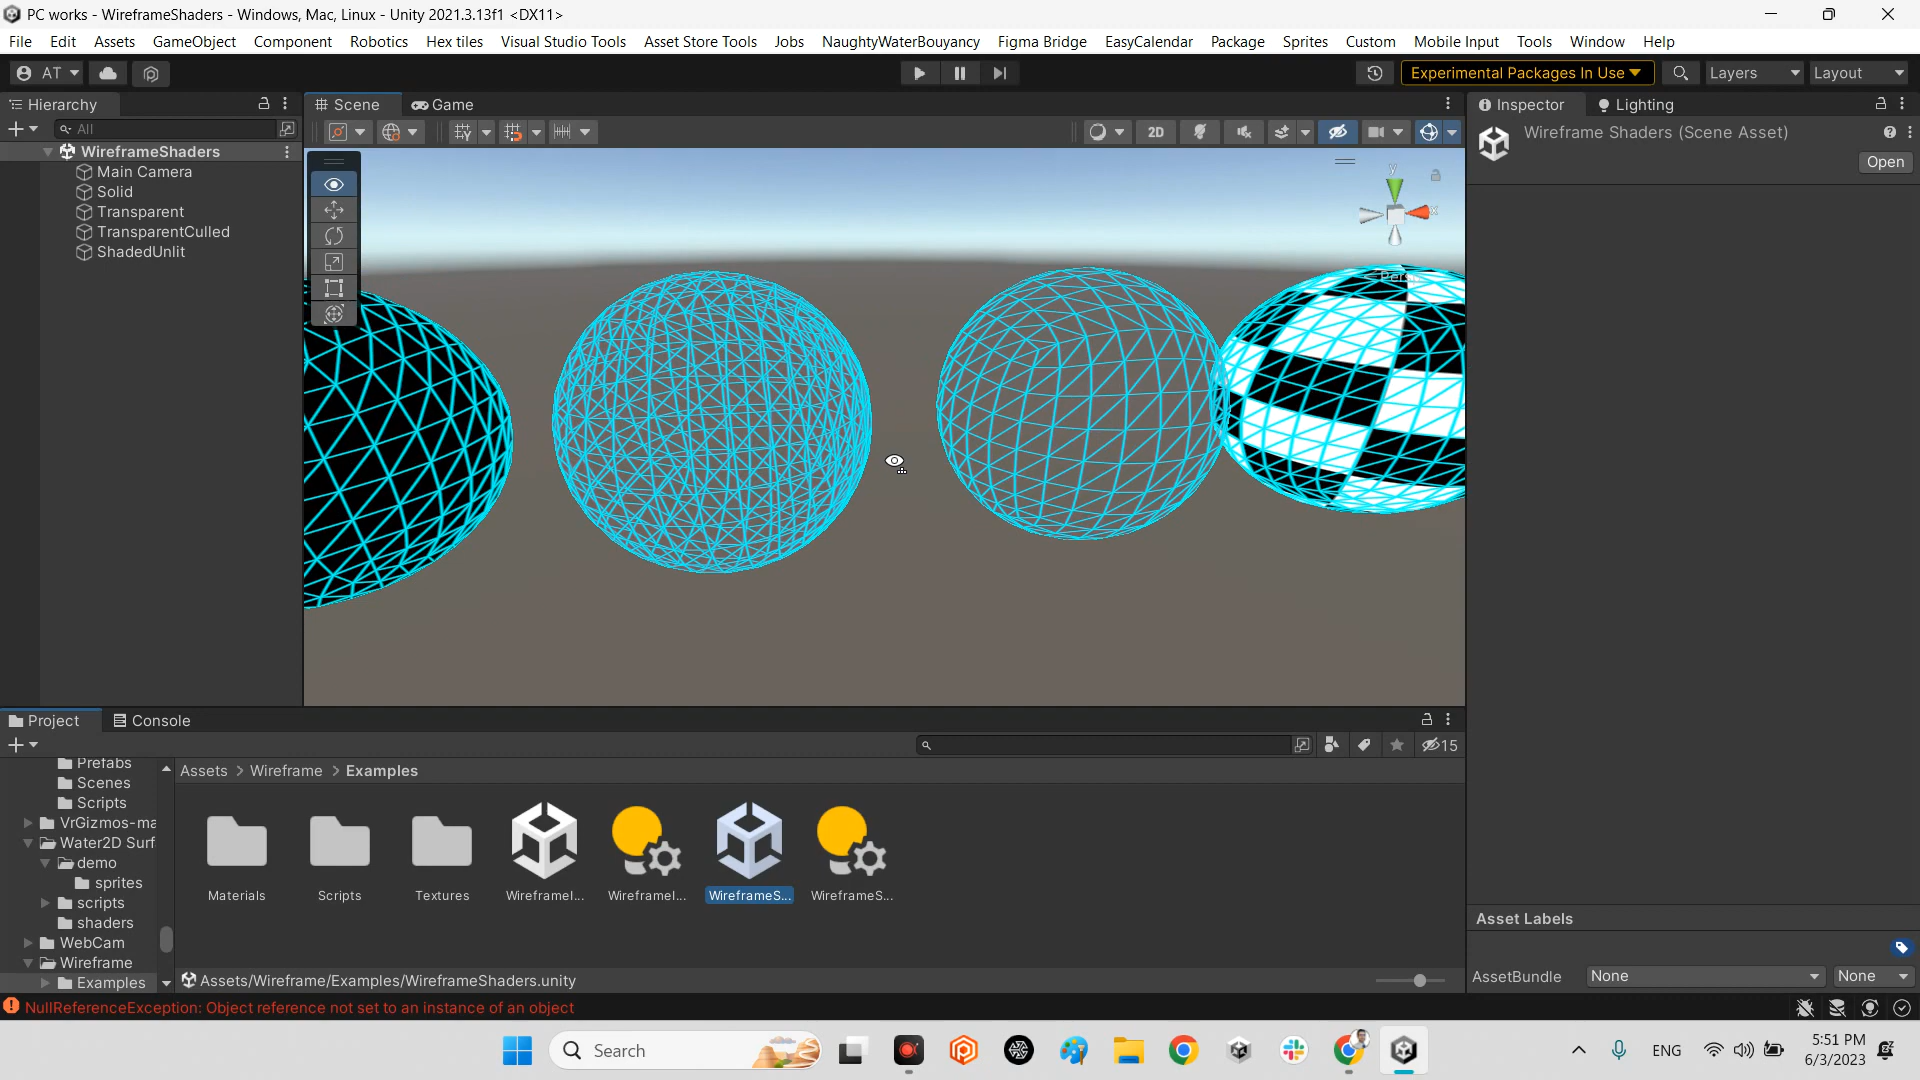 PC works - WireframeShaders - Windows, Mac, Linux - Unity 2021.3.13f1 <DX11>
File Edit Assets GameObject Component Robotics Hex tiles Visual Studio Tools Asset Store Tools Jobs NaughtyWaterBouyancy Figma Bridge EasyCalendar Package Sprites Custom Mobile Input Tools Window Help
AT Experimental Packages In Use Layers Layout
Hierarchy Scene Game Inspector Lighting
All 2D Wireframe Shaders (Scene Asset)
Open
WireframeShaders
Main Camera
Solid
Transparent
TransparentCulled
ShadedUnlit
y
x
Project Console
15
Assets > Wireframe > Examples
Prefabs
Scenes
Scripts
VrGizmos-ma
Water2D Surf
demo
sprites
scripts
shaders
WebCam
Wireframe
Examples
Materials Scripts Textures WireframeI... WireframeI... WireframeS... WireframeS...
Assets/Wireframe/Examples/WireframeShaders.unity
Asset Labels
AssetBundle None None
NullReferenceException: Object reference not set to an instance of an object
Search ENG 5:51 PM
6/3/2023